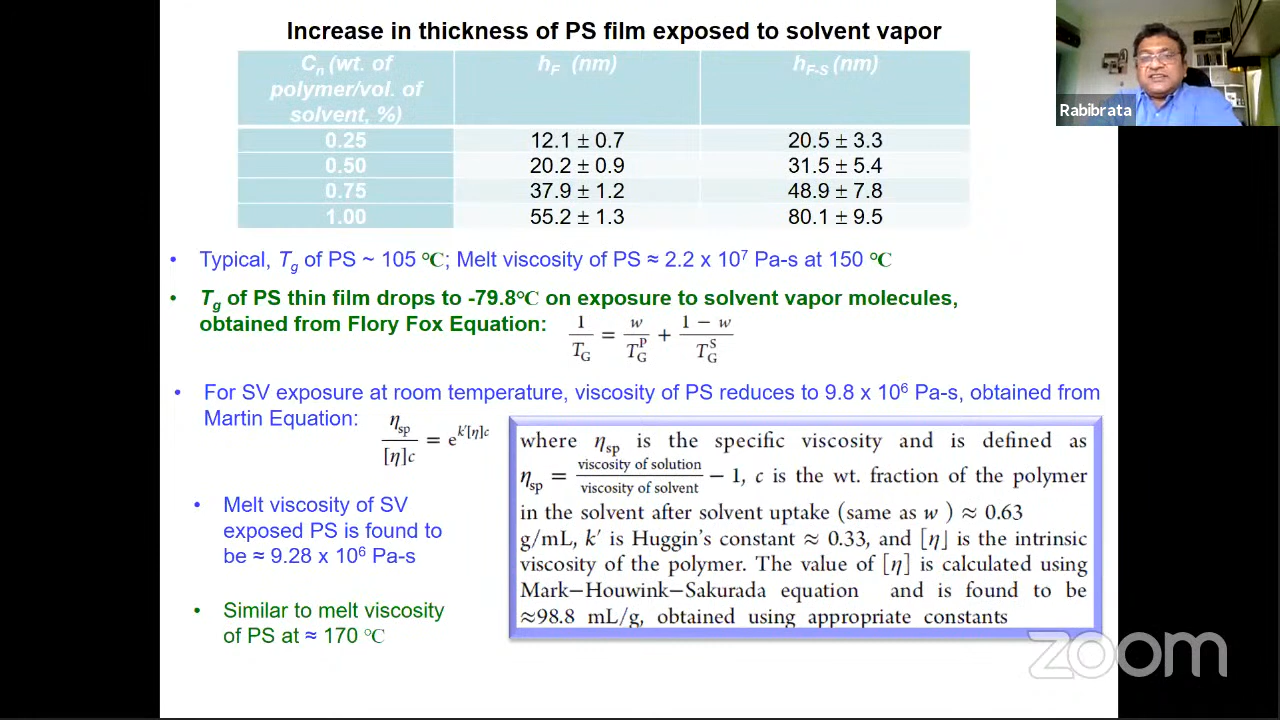 Increase in thickness of PS film exposed to solvent vapor
Cn (wt. of polymer/vol. of solvent, %) hF (nm) hF-S (nm)
0.25 12.1 ± 0.7 20.5 ± 3.3
0.50 20.2 ± 0.9 31.5 ± 5.4
0.75 37.9 ± 1.2 48.9 ± 7.8
1.00 55.2 ± 1.3 80.1 ± 9.5
Rabibrata
• Typical, Tg of PS ~ 105 °C; Melt viscosity of PS ≈ 2.2 x 10⁷ Pa-s at 150 °C
• Tg of PS thin film drops to -79.8°C on exposure to solvent vapor molecules,
obtained from Flory Fox Equation: 1/T_G = w/T_G^P + (1 − w)/T_G^S
• For SV exposure at room temperature, viscosity of PS reduces to 9.8 x 10⁶ Pa-s, obtained from
Martin Equation: η_sp/[η]c = e^{k′[η]c}
• Melt viscosity of SV
exposed PS is found to
be ≈ 9.28 x 10⁶ Pa-s
• Similar to melt viscosity
of PS at ≈ 170 °C
where η_sp is the specific viscosity and is defined as
η_sp = viscosity of solution/viscosity of solvent − 1, c is the wt. fraction of the polymer
in the solvent after solvent uptake (same as w ) ≈ 0.63
g/mL, k′ is Huggin's constant ≈ 0.33, and [η] is the intrinsic
viscosity of the polymer. The value of [η] is calculated using
Mark−Houwink−Sakurada equation and is found to be
≈98.8 mL/g, obtained using appropriate constants
zoom